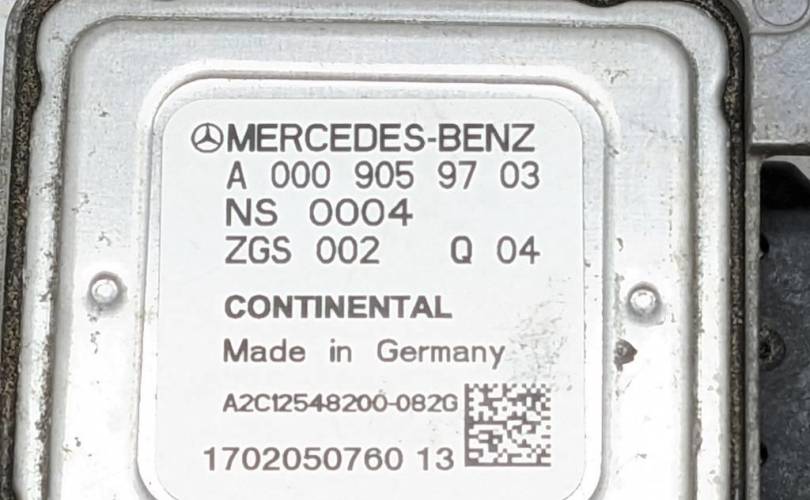 MERCEDES-BENZ
A 000 905 97 03
NS 0004
ZGS 002 Q 04
CONTINENTAL
Made in Germany
A2C12548200-082G
1702050760 13